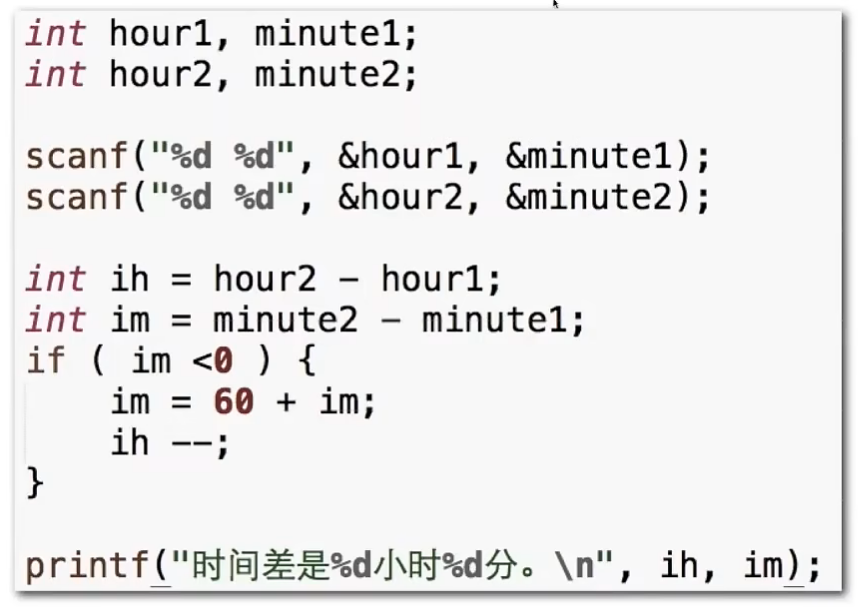 int hour1, minute1;
int hour2, minute2;
scanf("%d %d", &hour1, &minute1);
scanf("%d %d", &hour2, &minute2);
int ih = hour2 - hour1;
int im = minute2 - minute1;
if ( im <0 ) {
im = 60 + im;
ih --;
}
printf("时间差是%d小时%d分。\n", ih, im);